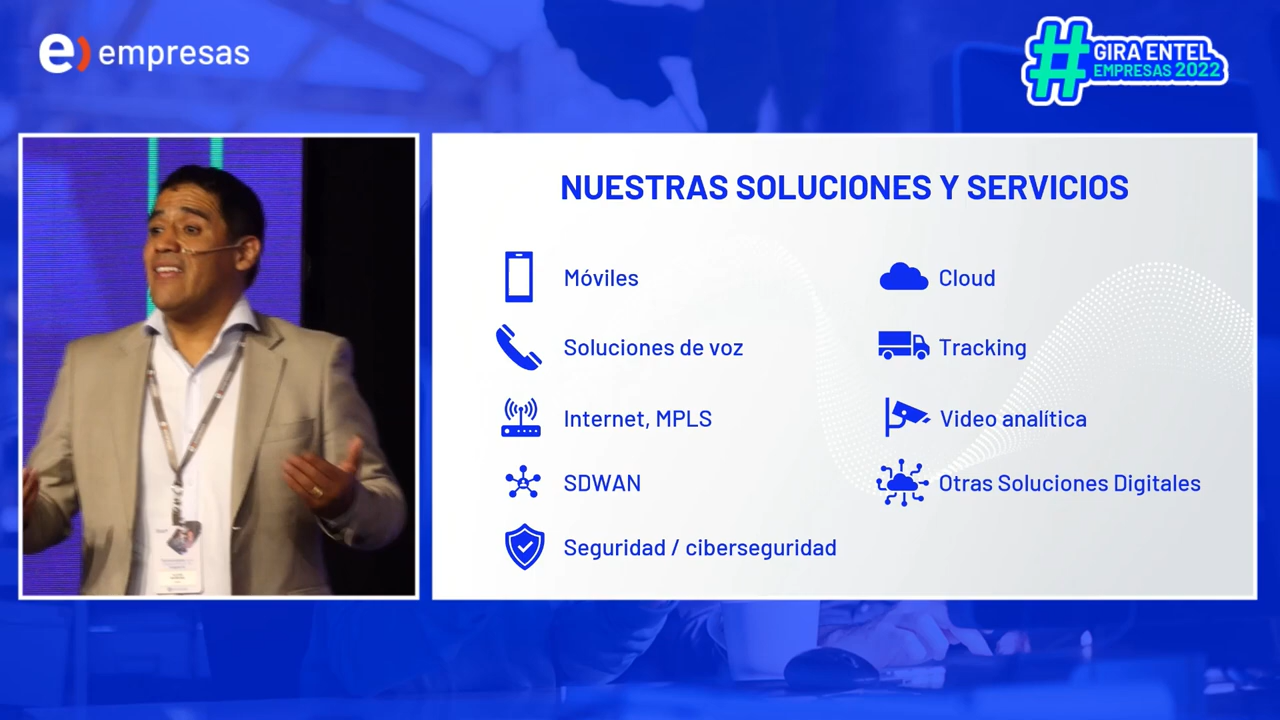 e) empresas
#GIRA ENTEL
EMPRESAS 2022
NUESTRAS SOLUCIONES Y SERVICIOS
Móviles
Soluciones de voz
Internet, MPLS
SDWAN
Seguridad / ciberseguridad
Cloud
Tracking
Video analítica
Otras Soluciones Digitales